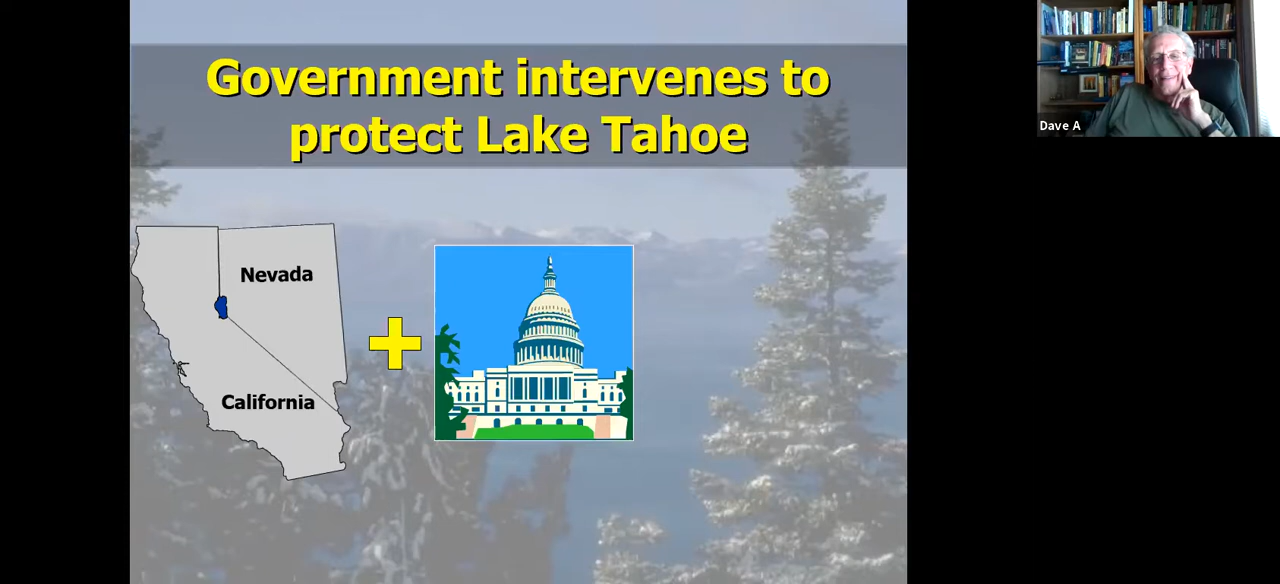 Government intervenes to
protect Lake Tahoe
Nevada
California
Dave A